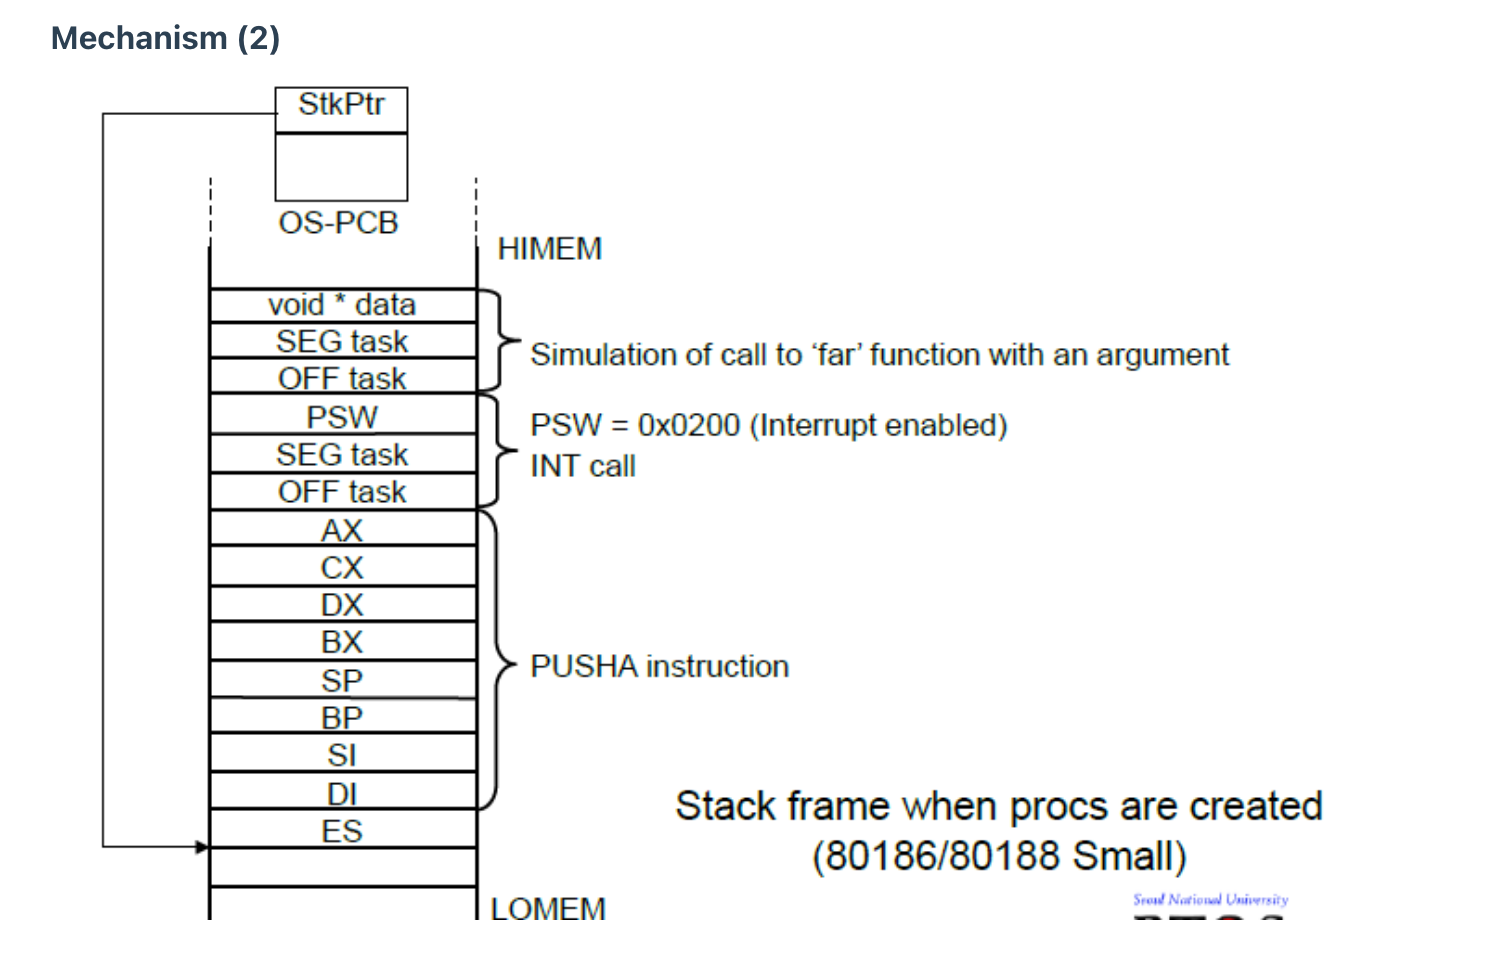 Mechanism (2)
StkPtr
OS-PCB
HIMEM
void * data
SEG task
OFF task
Simulation of call to ‘far’ function with an argument
PSW
SEG task
OFF task
PSW = 0x0200 (Interrupt enabled)
INT call
AX
CX
DX
BX
SP
BP
SI
DI
PUSHA instruction
ES
Stack frame when procs are created
(80186/80188 Small)
LOMEM
Seoul National University